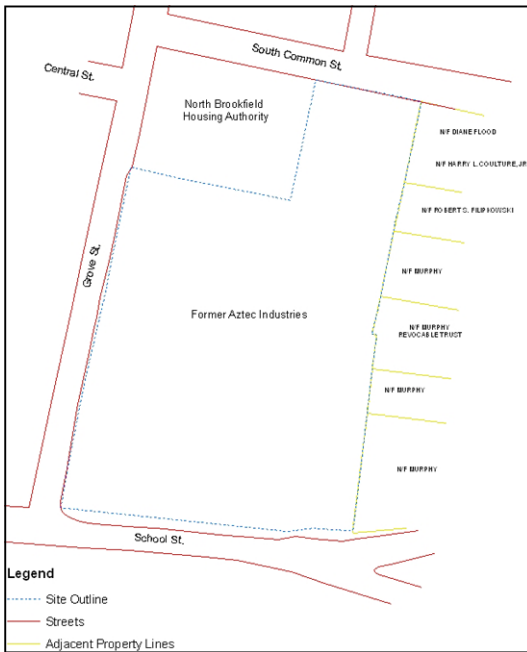 South Common St.
Central St.
North Brookfield
Housing Authority
N/F DIANE FLOOD
N/F HARRY L. COULTURE, JR
N/F ROBERT S. FILIPKOWSKI
Grove St.
N/F MURPHY
Former Aztec Industries
N/F MURPHY
REVOCABLE TRUST
N/F MURPHY
N/F MURPHY
School St.
Legend
Site Outline
Streets
Adjacent Property Lines